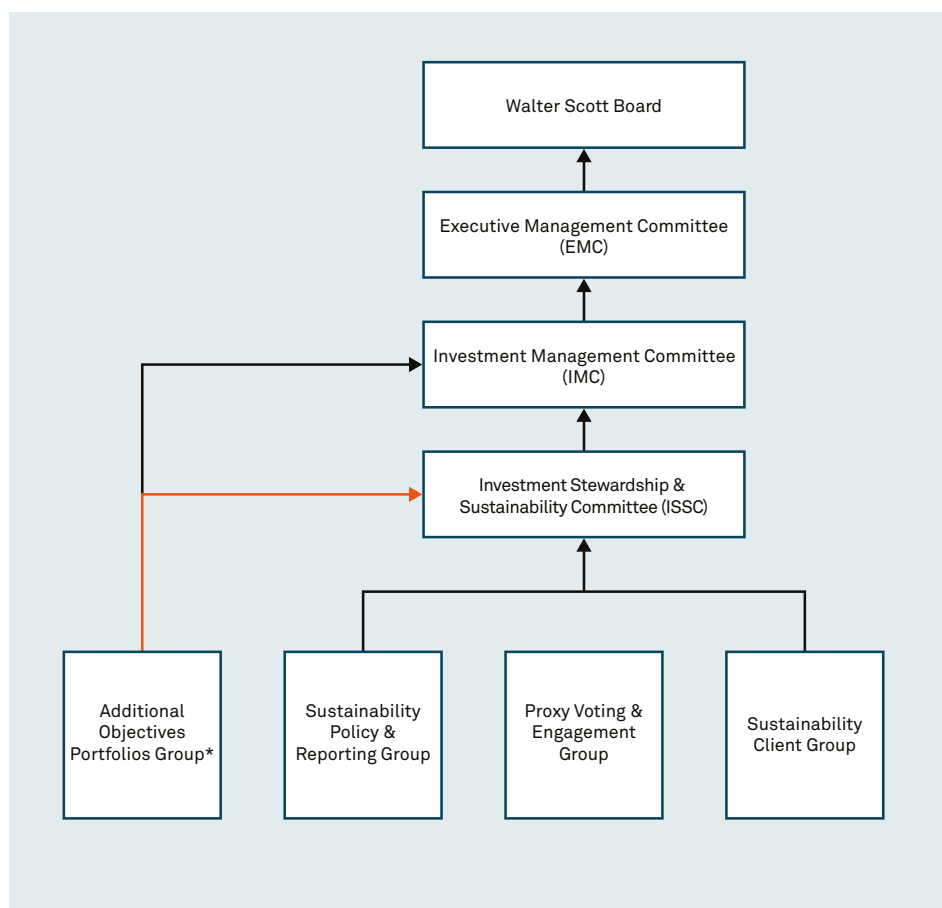 Walter Scott Board
Executive Management Committee
(EMC)
Investment Management Committee
(IMC)
Investment Stewardship &
Sustainability Committee (ISSC)
Additional
Objectives
Portfolios Group*
Sustainability
Policy &
Reporting Group
Proxy Voting &
Engagement
Group
Sustainability
Client Group